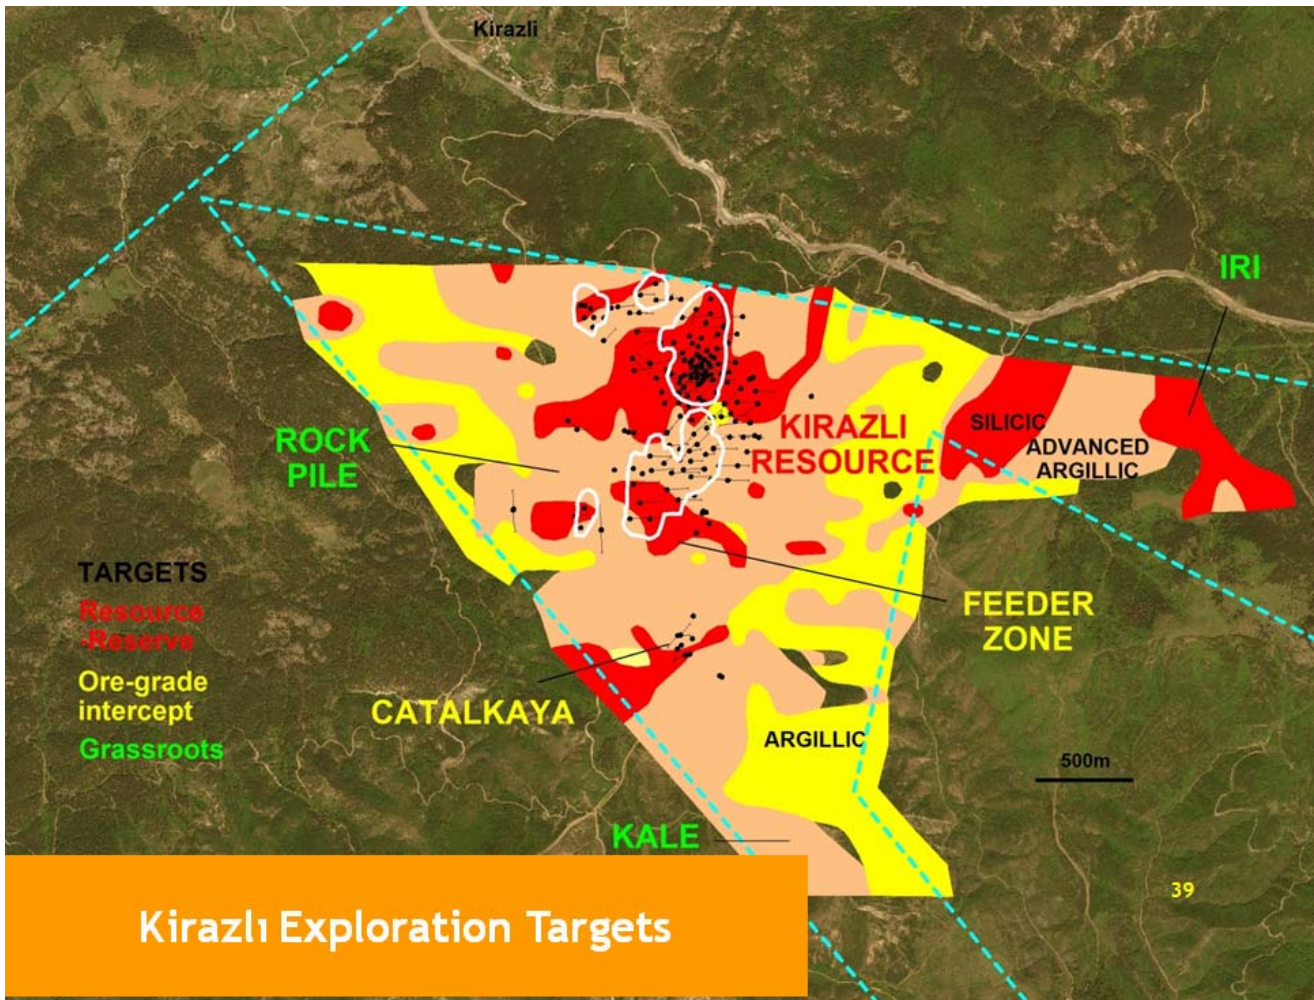 Kirazli
IRI
KIRAZLI
RESOURCE
SILICIC
ADVANCED
ARGILLIC
ROCK
PILE
TARGETS
Resource
-Reserve
Ore-grade
intercept
Grassroots
FEEDER
ZONE
CATALKAYA
ARGILLIC
500m
KALE
39
Kirazlı Exploration Targets